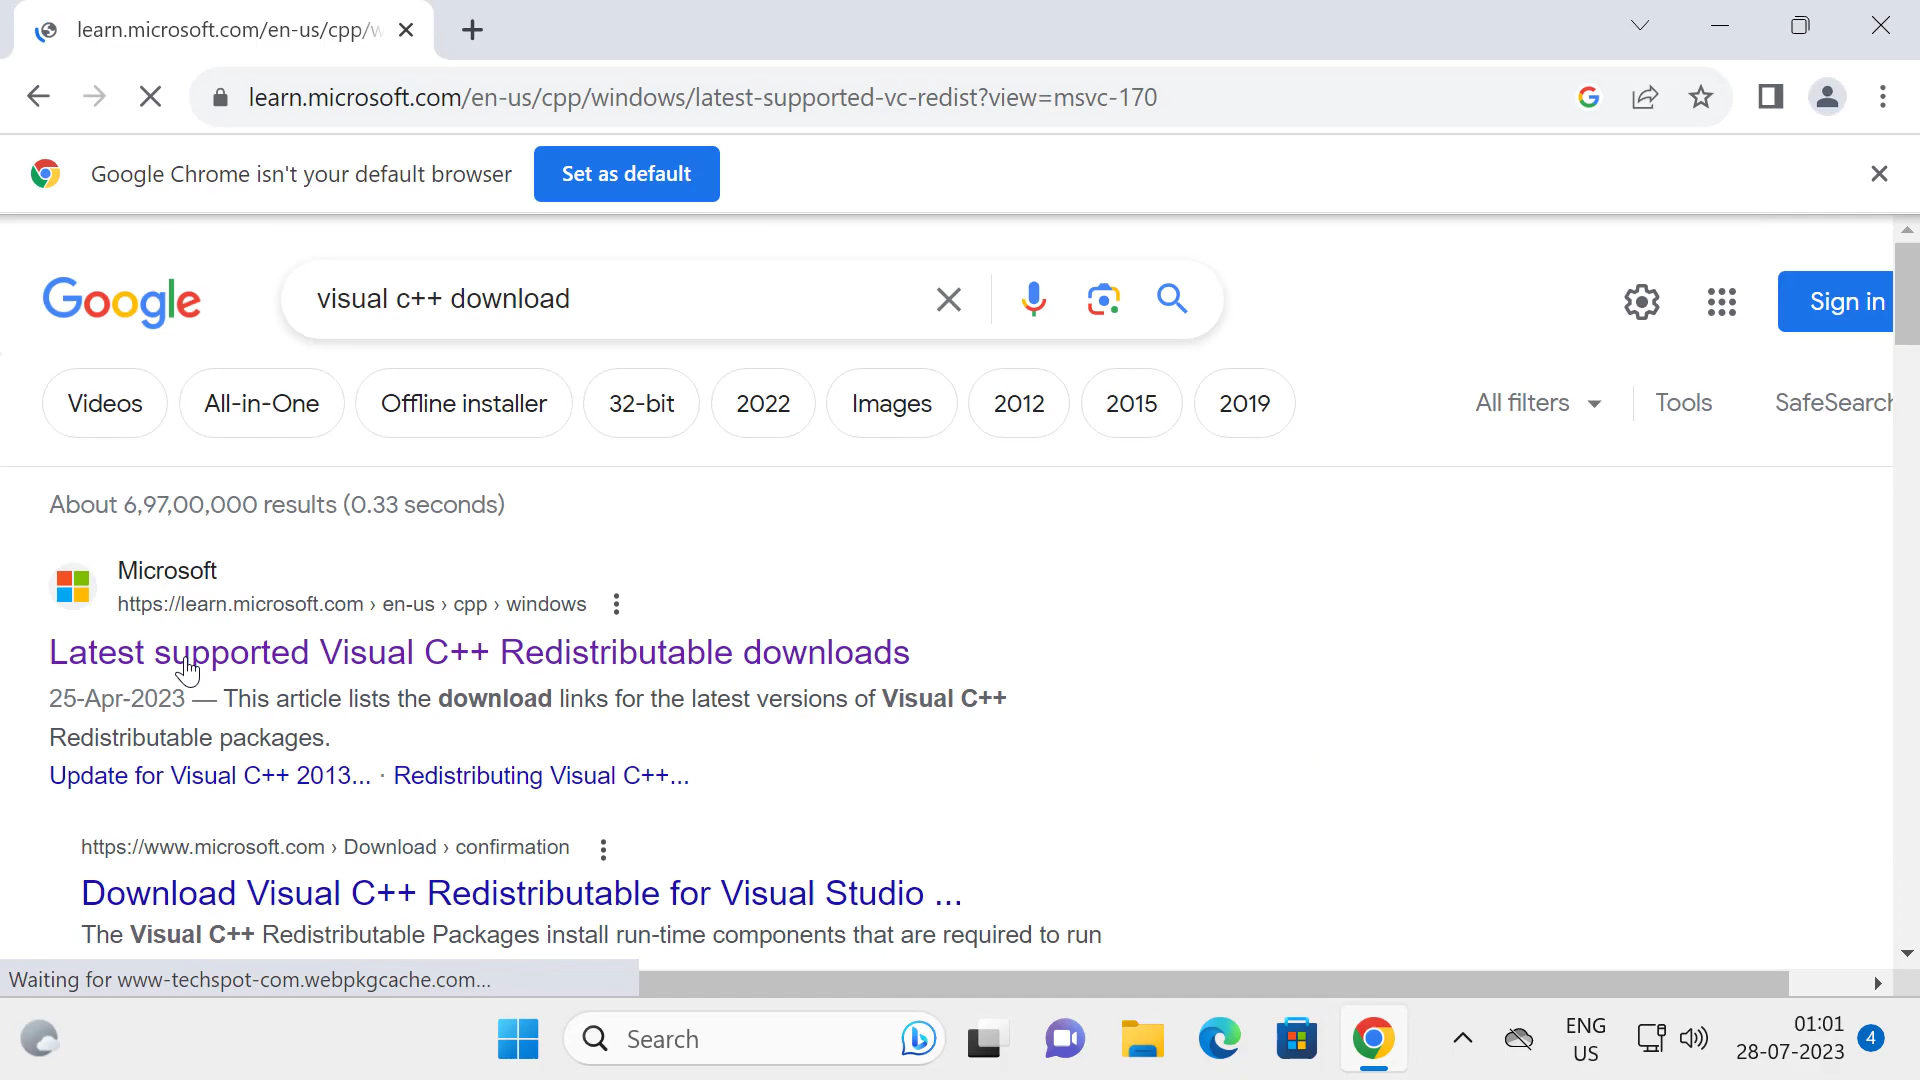 learn.microsoft.com/en-us/cpp/w
learn.microsoft.com/en-us/cpp/windows/latest-supported-vc-redist?view=msvc-170
Google Chrome isn't your default browser
Set as default
Google
visual c++ download
Sign in
Videos
All-in-One
Offline installer
32-bit
2022
Images
2012
2015
2019
All filters
Tools
SafeSearch
About 6,97,00,000 results (0.33 seconds)
Microsoft
https://learn.microsoft.com › en-us › cpp › windows
Latest supported Visual C++ Redistributable downloads
25-Apr-2023 — This article lists the download links for the latest versions of Visual C++
Redistributable packages.
Update for Visual C++ 2013... · Redistributing Visual C++...
https://www.microsoft.com › Download › confirmation
Download Visual C++ Redistributable for Visual Studio ...
The Visual C++ Redistributable Packages install run-time components that are required to run
Waiting for www-techspot-com.webpkgcache.com...
Search
ENG
US
01:01
28-07-2023
4